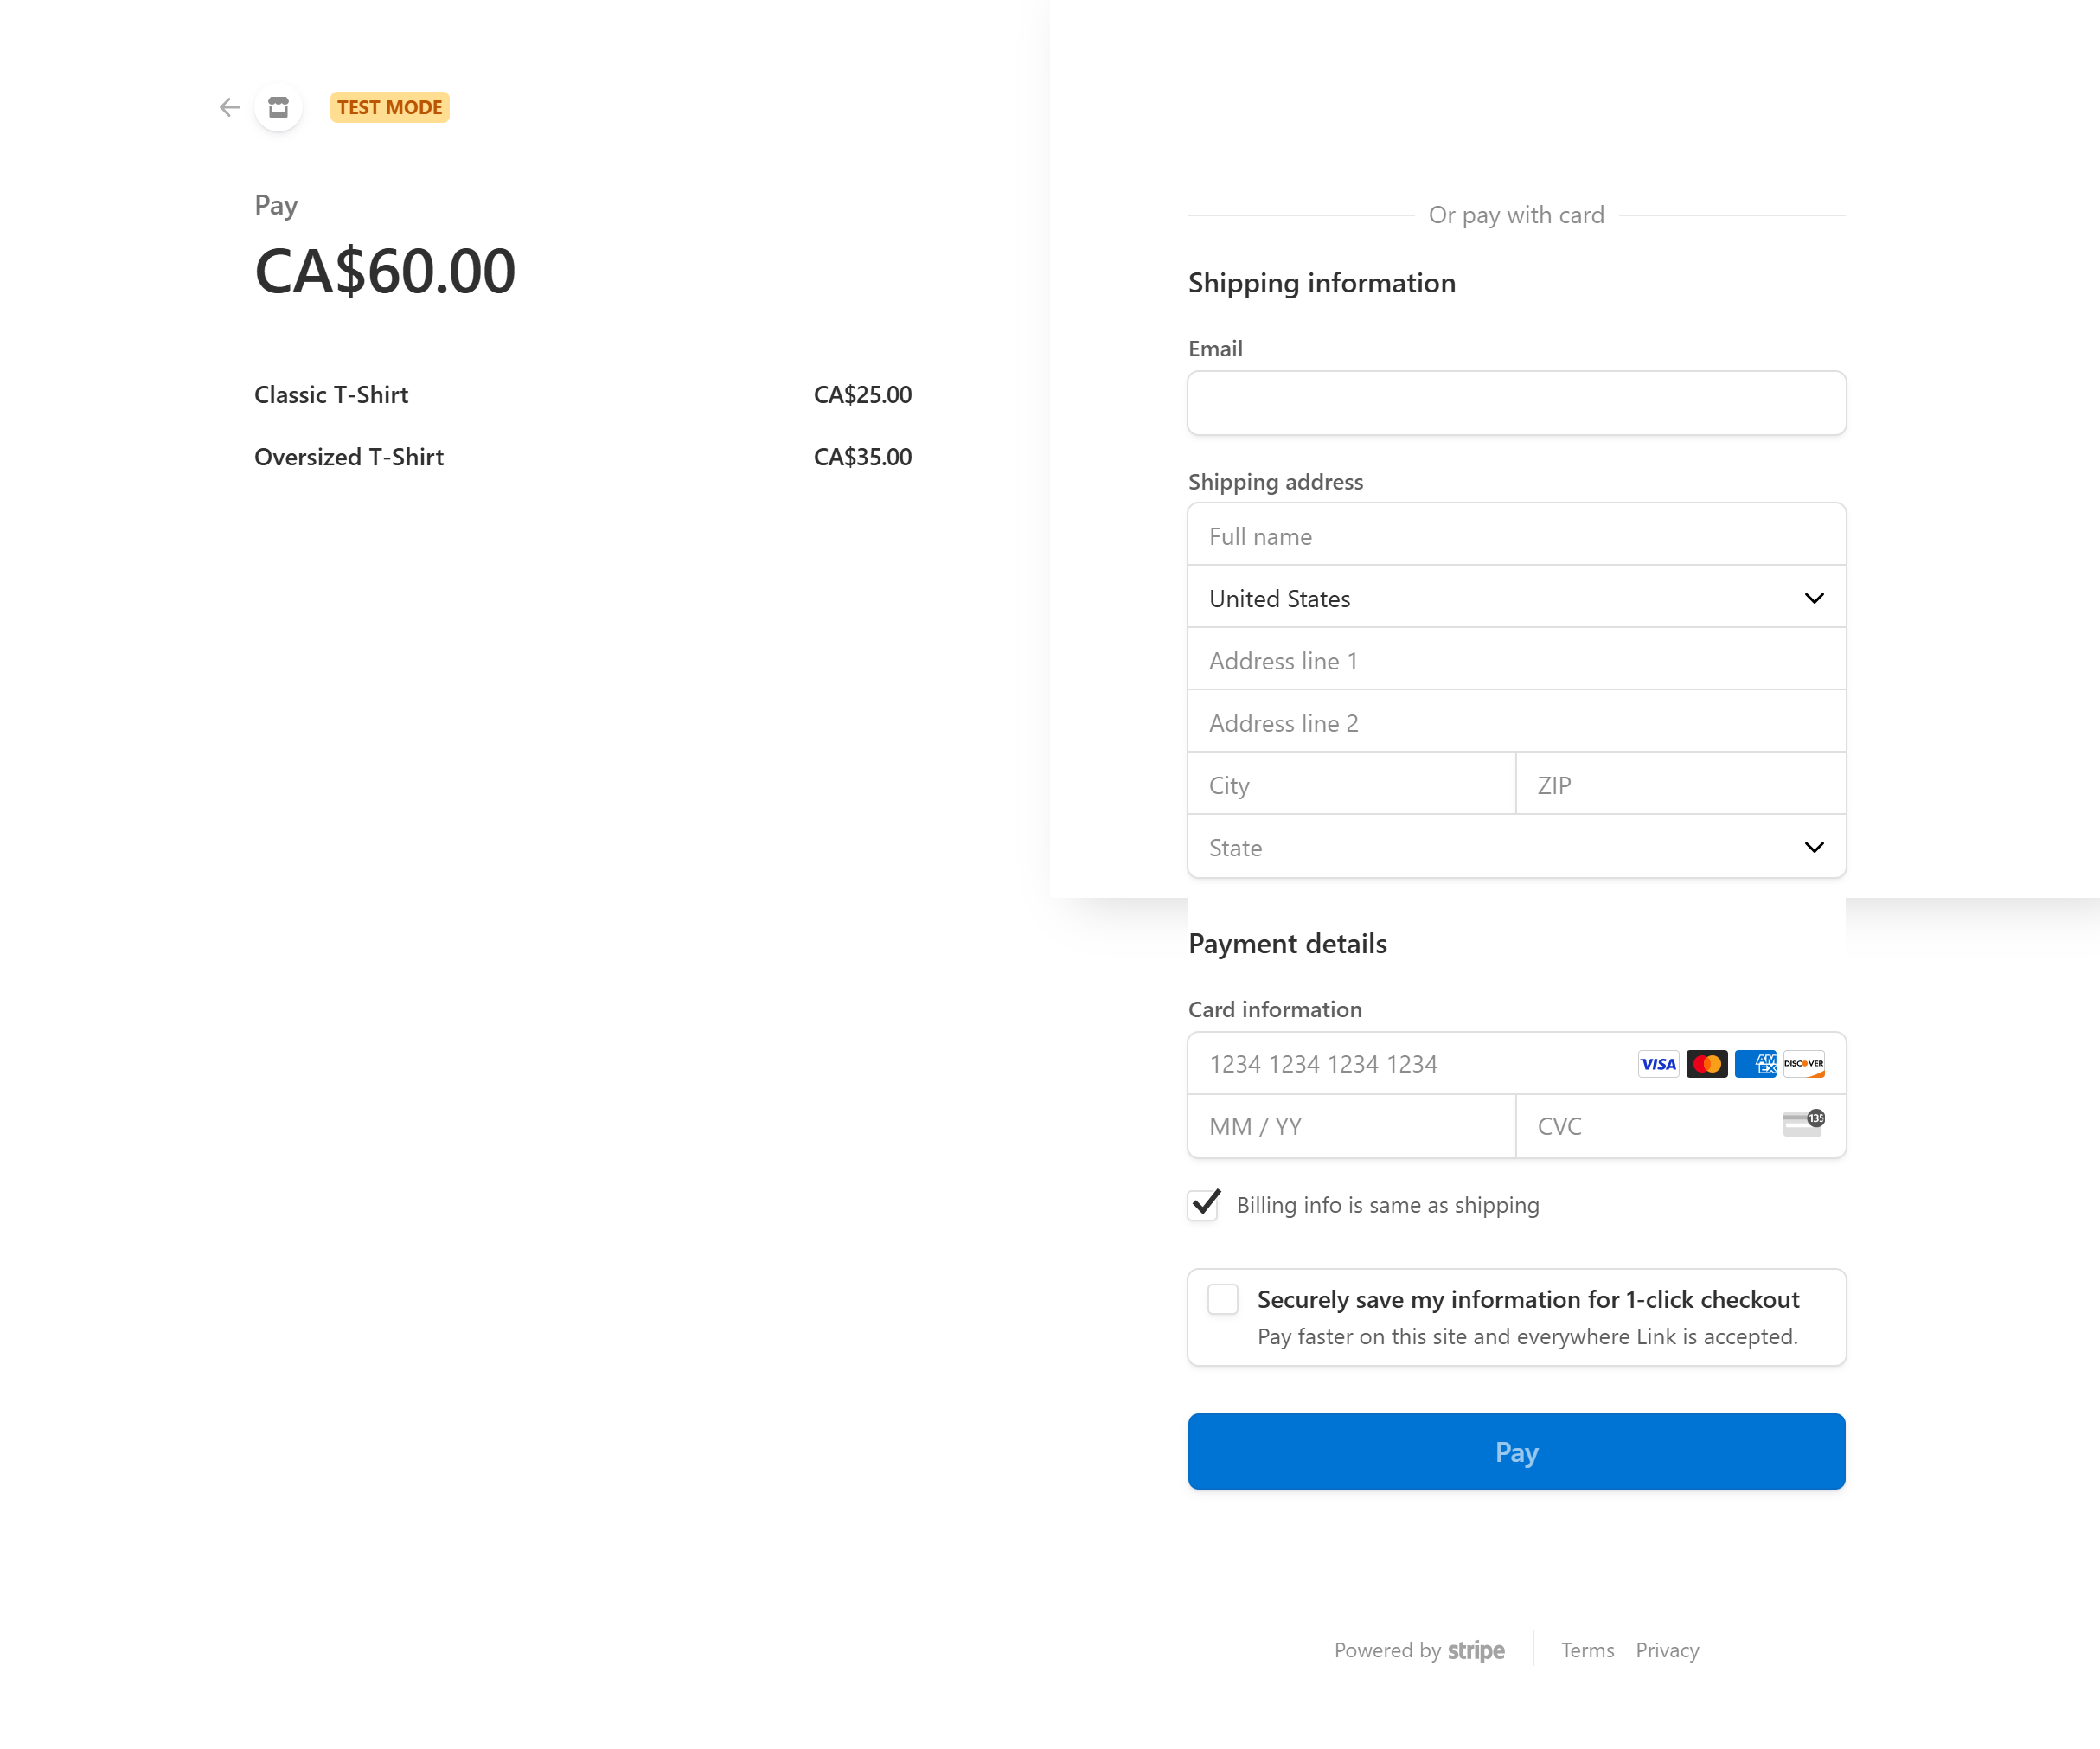 TEST MODE
Pay
CA$60.00
Classic T-Shirt CA$25.00
Oversized T-Shirt CA$35.00
Or pay with card
Shipping information
Email
Shipping address
Full name
United States
Address line 1
Address line 2
City ZIP
State
Payment details
Card information
1234 1234 1234 1234 VISA AM EX DISCOVER
MM / YY CVC 135
Billing info is same as shipping
Securely save my information for 1-click checkout
Pay faster on this site and everywhere Link is accepted.
Pay
Powered by stripe Terms Privacy